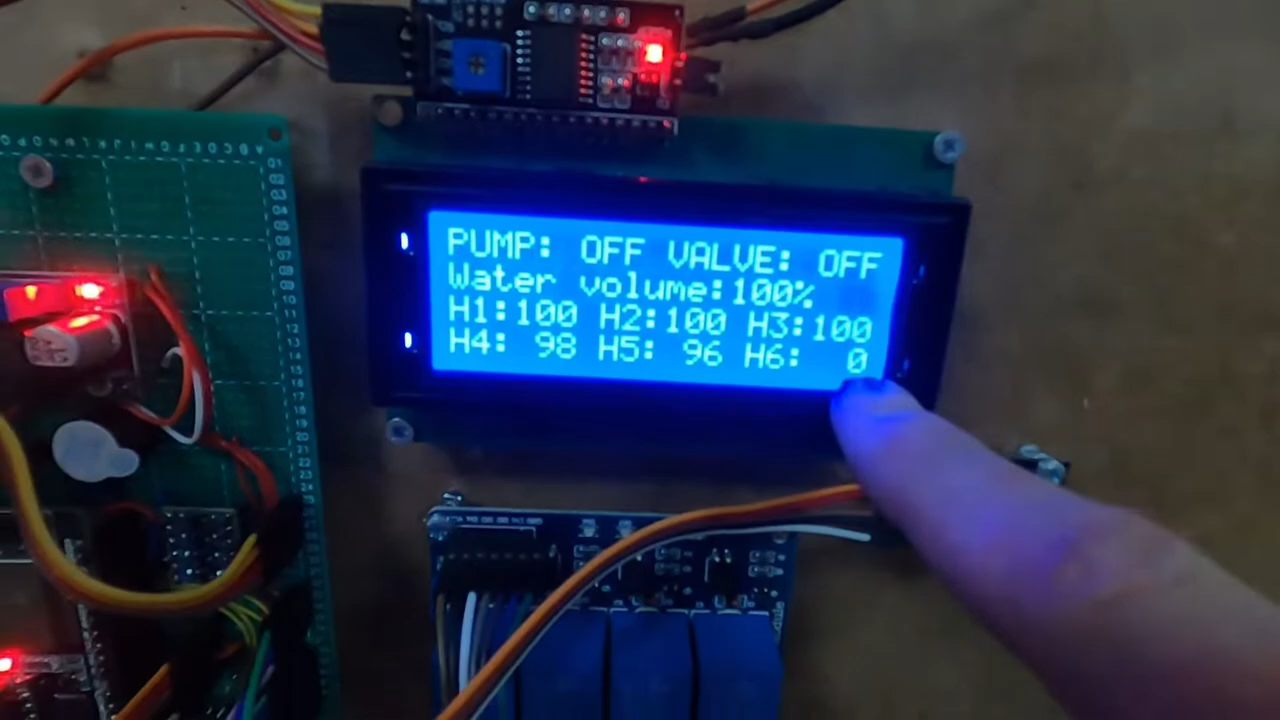 PUMP: OFF VALVE: OFF
Water volume:100%
H1:100 H2:100 H3:100
H4: 98 H5: 96 H6: 0